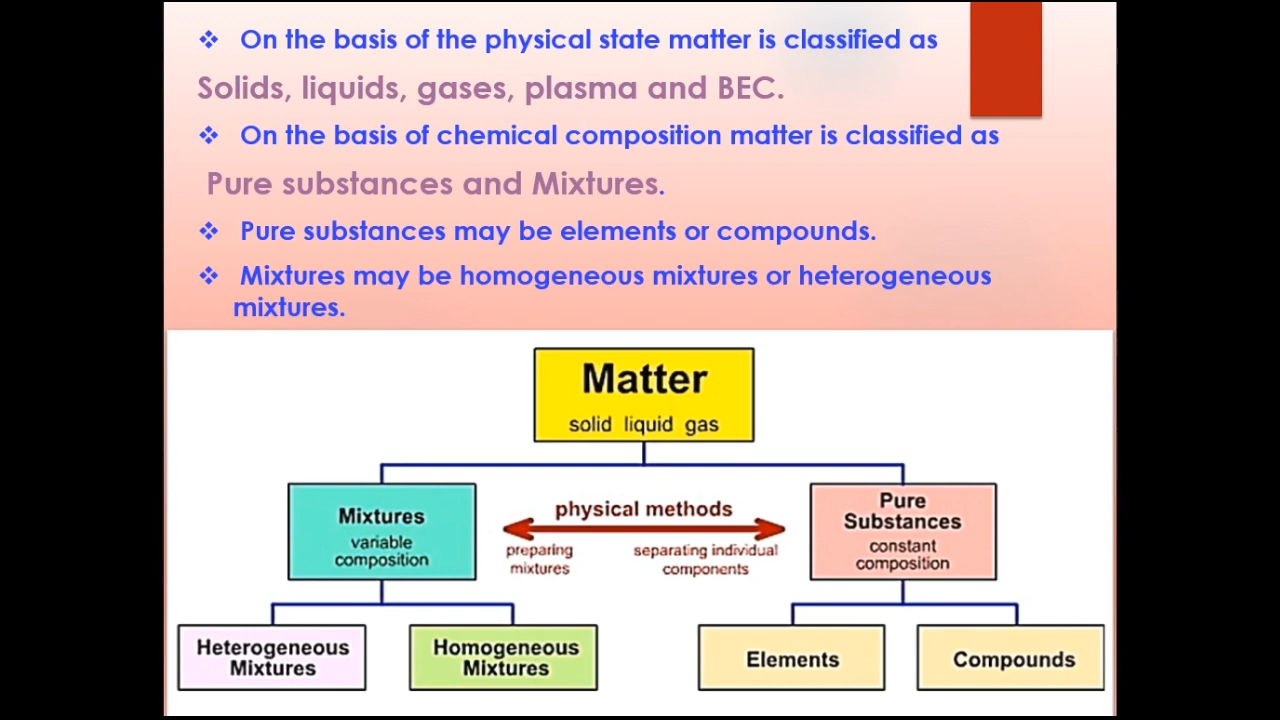 ❖ On the basis of the physical state matter is classified as
Solids, liquids, gases, plasma and BEC.
❖ On the basis of chemical composition matter is classified as
Pure substances and Mixtures.
❖ Pure substances may be elements or compounds.
❖ Mixtures may be homogeneous mixtures or heterogeneous
mixtures.
Matter
solid liquid gas
Mixtures
variable
composition
physical methods
preparing
mixtures
separating individual
components
Pure
Substances
constant
composition
Heterogeneous
Mixtures
Homogeneous
Mixtures
Elements
Compounds